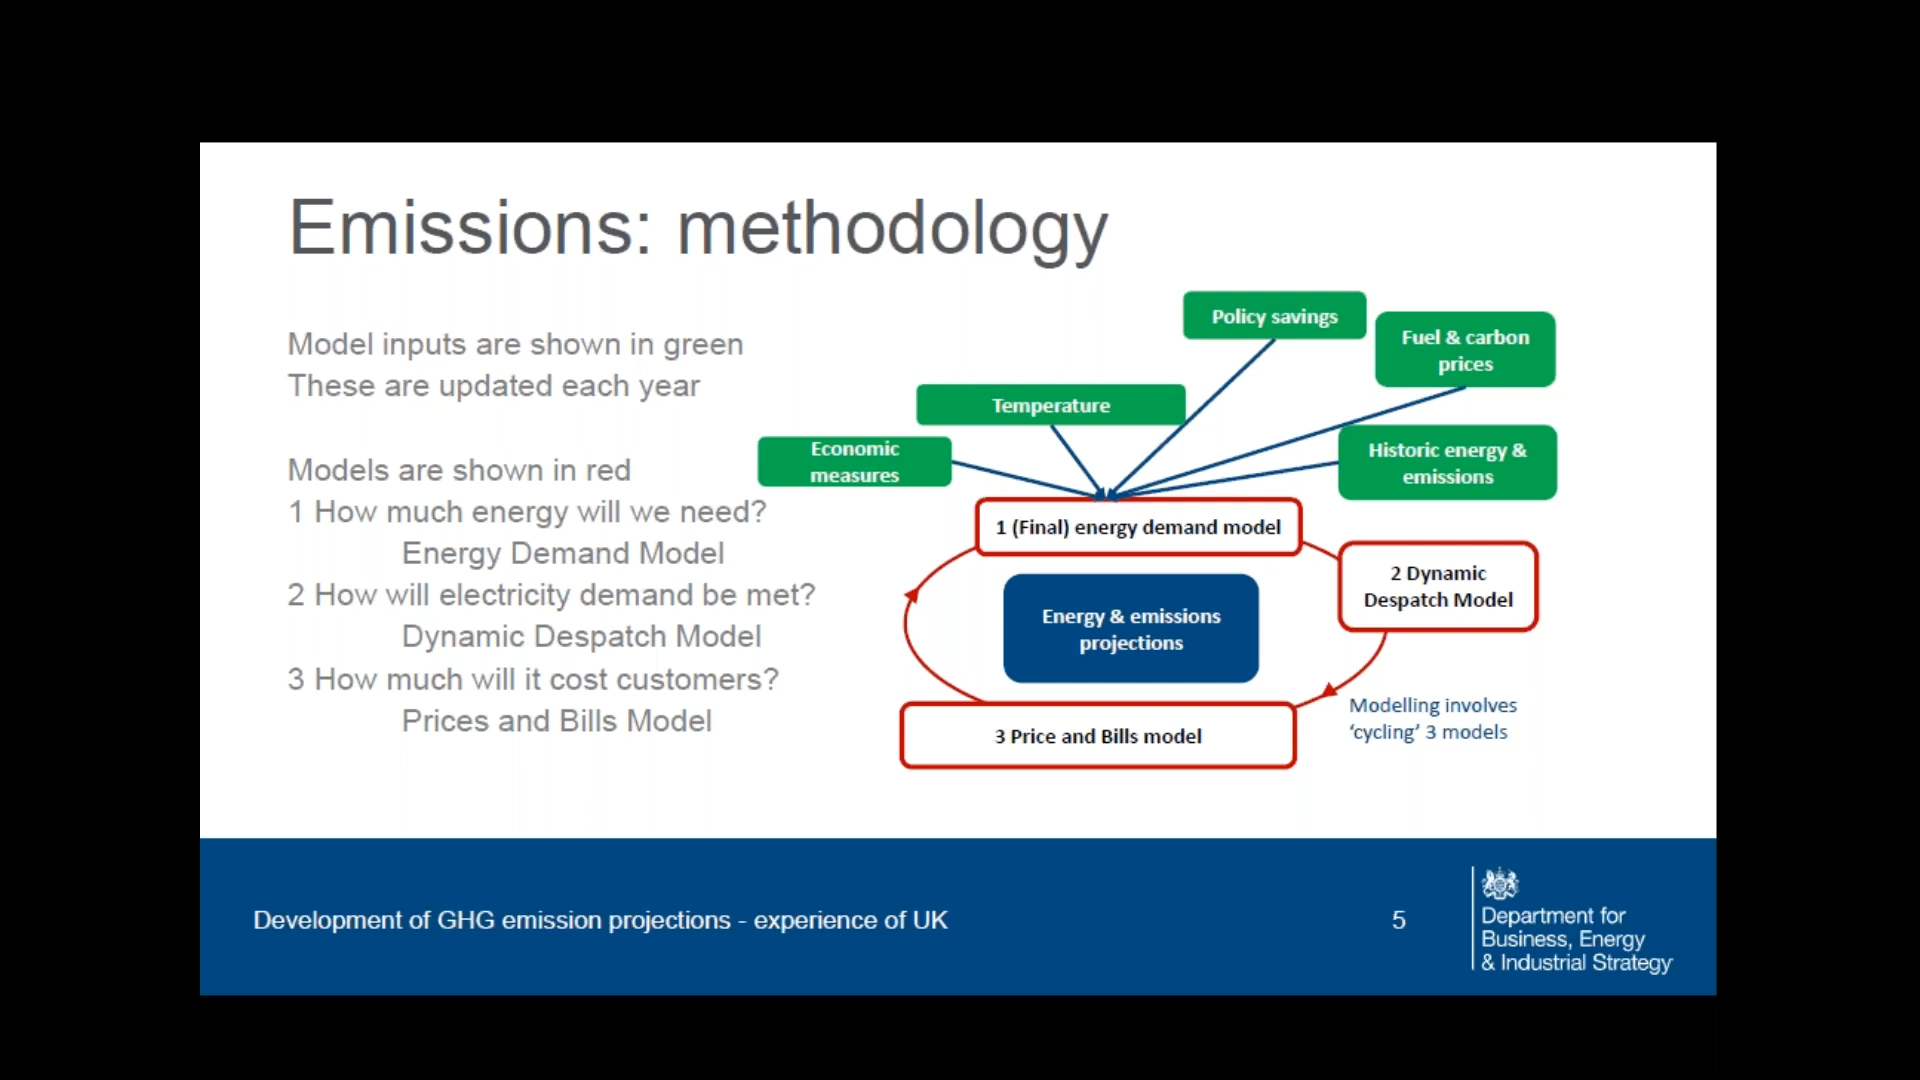 Emissions: methodology
Model inputs are shown in green
These are updated each year
Models are shown in red
1 How much energy will we need?
Energy Demand Model
2 How will electricity demand be met?
Dynamic Despatch Model
3 How much will it cost customers?
Prices and Bills Model
Policy savings
Fuel & carbon
prices
Temperature
Economic
measures
Historic energy &
emissions
1 (Final) energy demand model
2 Dynamic
Despatch Model
Energy & emissions
projections
Modelling involves
‘cycling’ 3 models
3 Price and Bills model
Development of GHG emission projections - experience of UK
5
Department for
Business, Energy
& Industrial Strategy